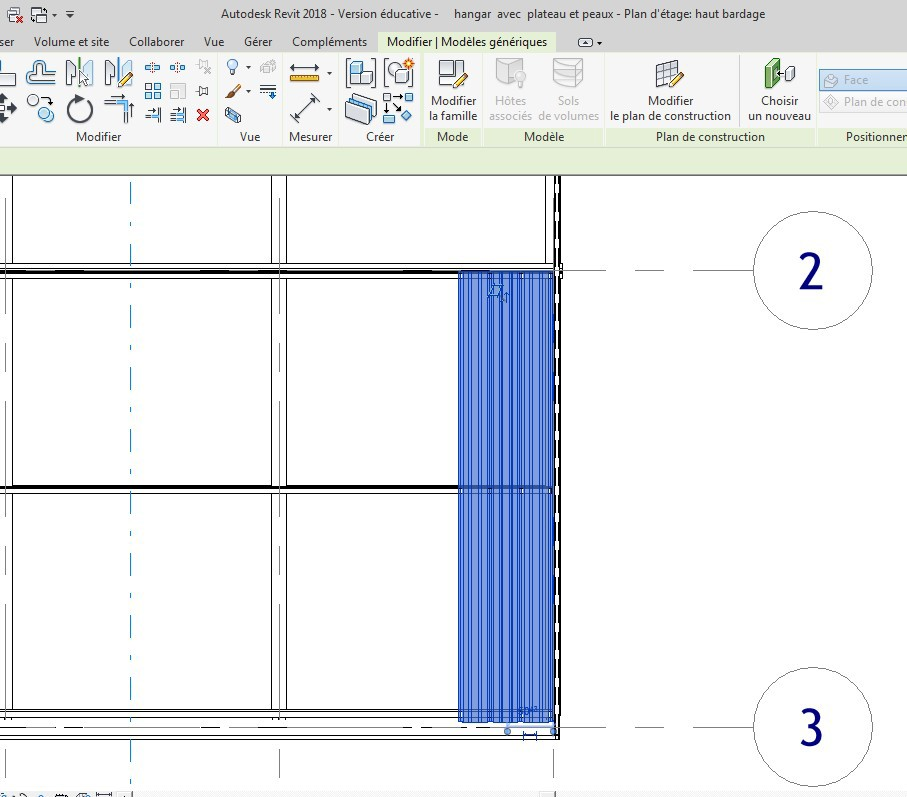 Autodesk Revit 2018 - Version éducative - hangar avec plateau et peaux - Plan d'étage: haut bardage
ser Volume et site Collaborer Vue Gérer Compléments Modifier | Modèles génériques
Modifier la famille
Hôtes associés
Sols de volumes
Modifier le plan de construction
Choisir un nouveau
Face
Plan de con
Modifier Vue Mesurer Créer Mode Modèle Plan de construction Positionner
2
3